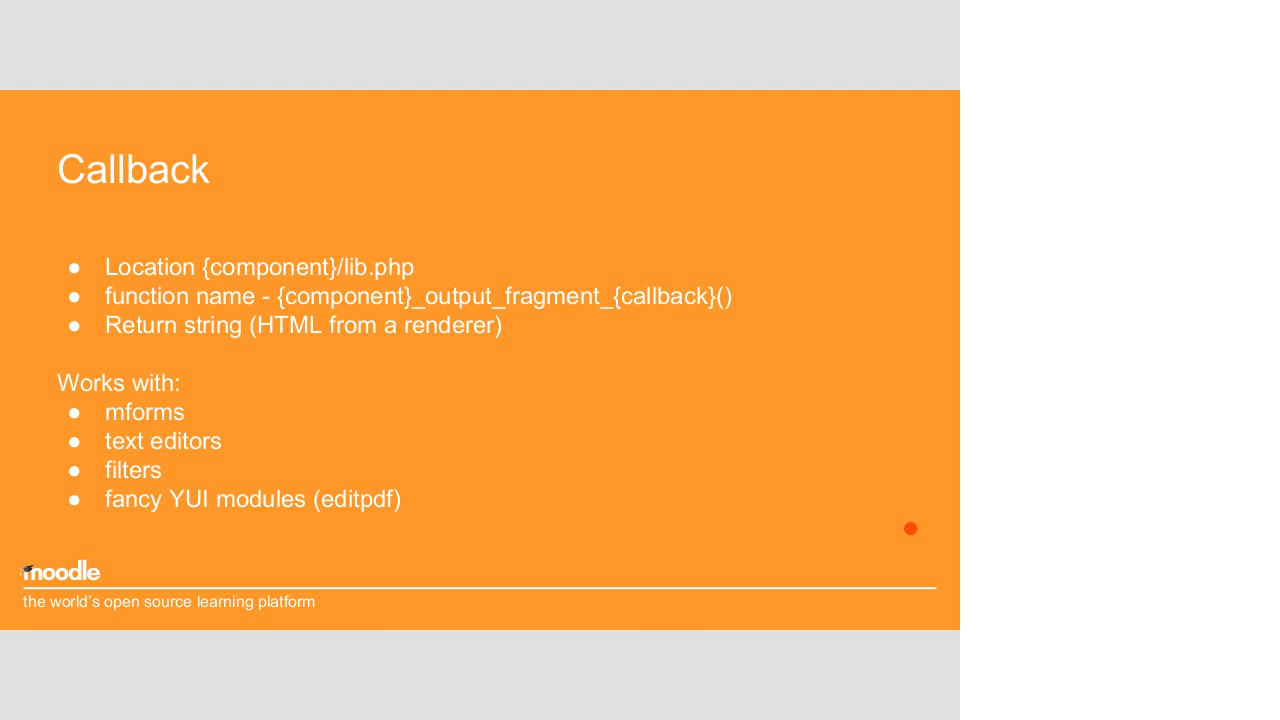 Callback
● Location {component}/lib.php
● function name - {component}_output_fragment_{callback}()
● Return string (HTML from a renderer)
Works with:
● mforms
● text editors
● filters
● fancy YUI modules (editpdf)
moodle
the world's open source learning platform